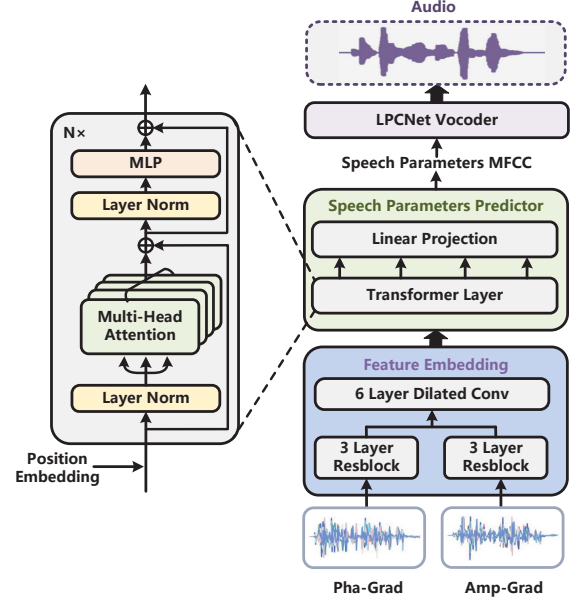 Audio
LPCNet Vocoder
Speech Parameters MFCC
Speech Parameters Predictor
Linear Projection
Transformer Layer
Feature Embedding
6 Layer Dilated Conv
3 Layer
Resblock
3 Layer
Resblock
Pha-Grad
Amp-Grad
N×
MLP
Layer Norm
Multi-Head
Attention
Layer Norm
Position
Embedding